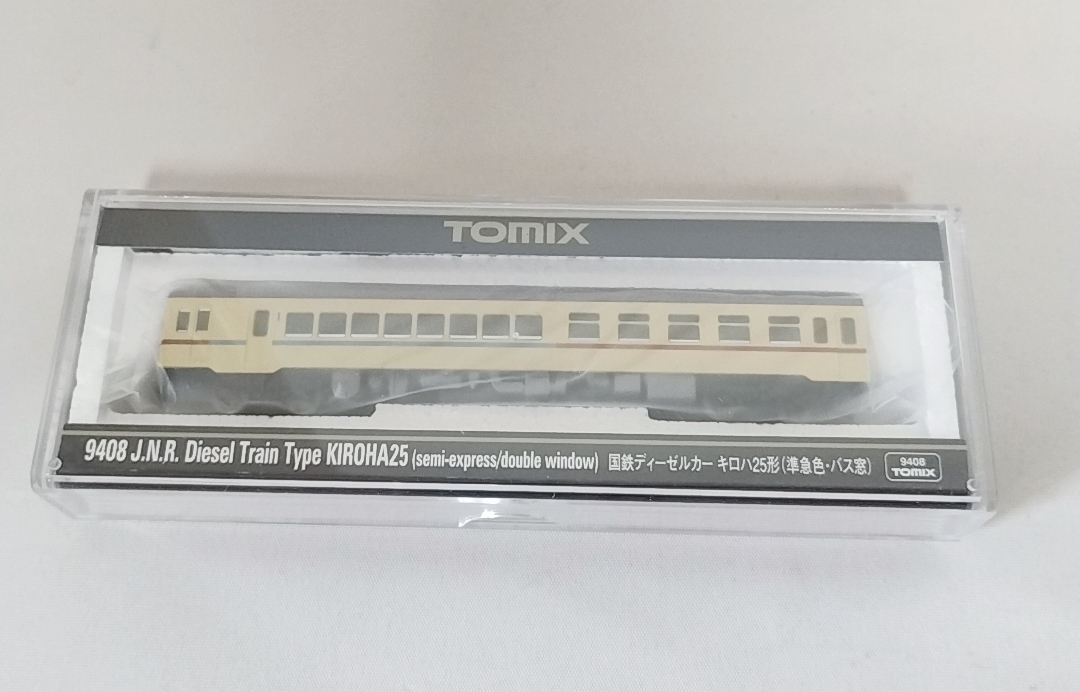 TOMIX
9408 J.N.R. Diesel Train Type KIROHA25 (semi-express/double window) 国鉄ディーゼルカー キロハ25形(準急色・バス窓)
9408
TOMIX